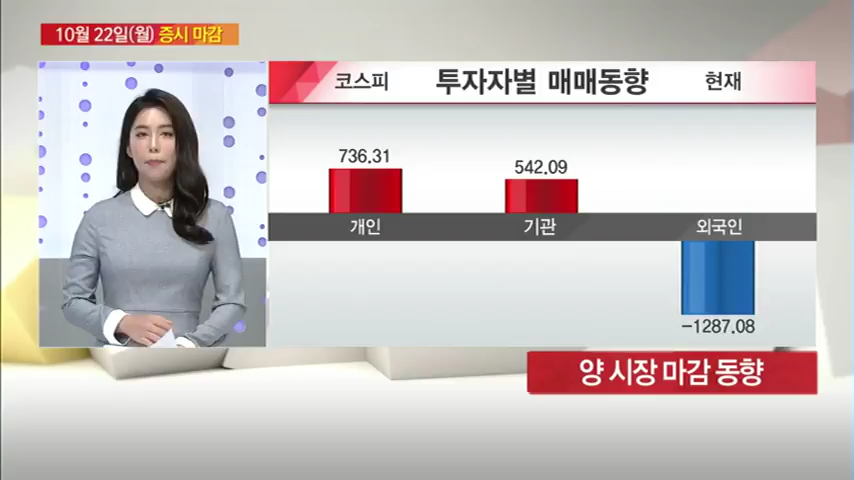 10월 22일(월) 증시 마감
코스피 투자자별 매매동향 현재
736.31
542.09
개인 기관 외국인
-1287.08
양 시장 마감 동향